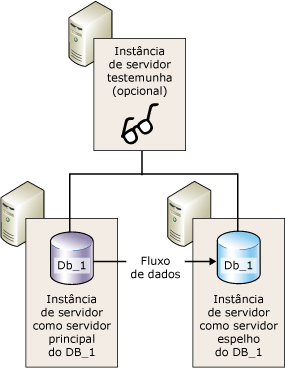 Instância
de servidor
testemunha
(opcional)
Db_1
Fluxo
de dados
Db_1
Instância
de servidor
como servidor
principal
do DB_1
Instância
de servidor
como servidor
espelho
do DB_1